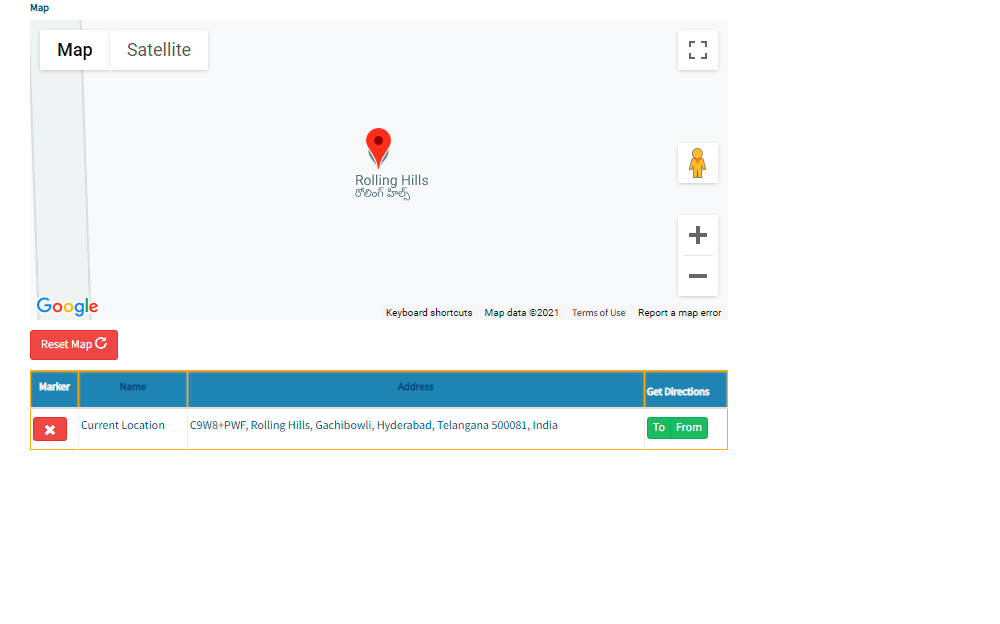 Map
Map Satellite
Rolling Hills
రోలింగ్ హిల్స్
Google
Keyboard shortcuts Map data ©2021 Terms of Use Report a map error
Reset Map
Marker Name Address Get Directions
Current Location C9W8+PWF, Rolling Hills, Gachibowli, Hyderabad, Telangana 500081, India To From